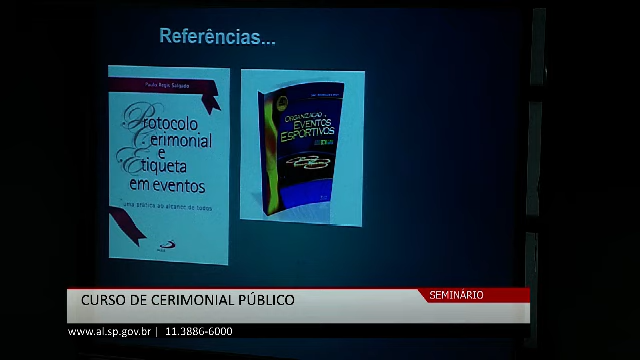 Referências...
Paulo Regis Salgado
Protocolo
Cerimonial
e
Etiqueta
em eventos
uma prática ao alcance de todos
ORGANIZAÇÃO DE
EVENTOS
ESPORTIVOS
CURSO DE CERIMONIAL PÚBLICO
SEMINÁRIO
www.al.sp.gov.br | 11.3886-6000